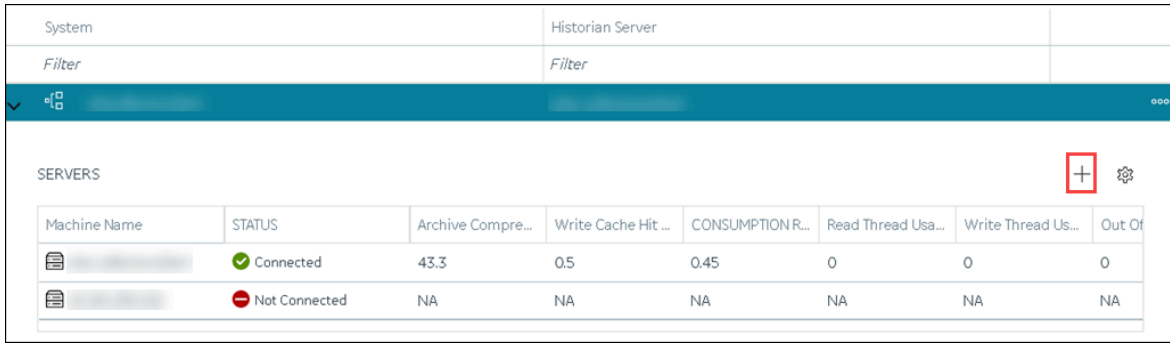 System Historian Server
Filter Filter
SERVERS
Machine Name STATUS Archive Compre... Write Cache Hit ... CONSUMPTION R... Read Thread Usa... Write Thread Us... Out Of
Connected 43.3 0.5 0.45 0 0 0
Not Connected NA NA NA NA NA NA